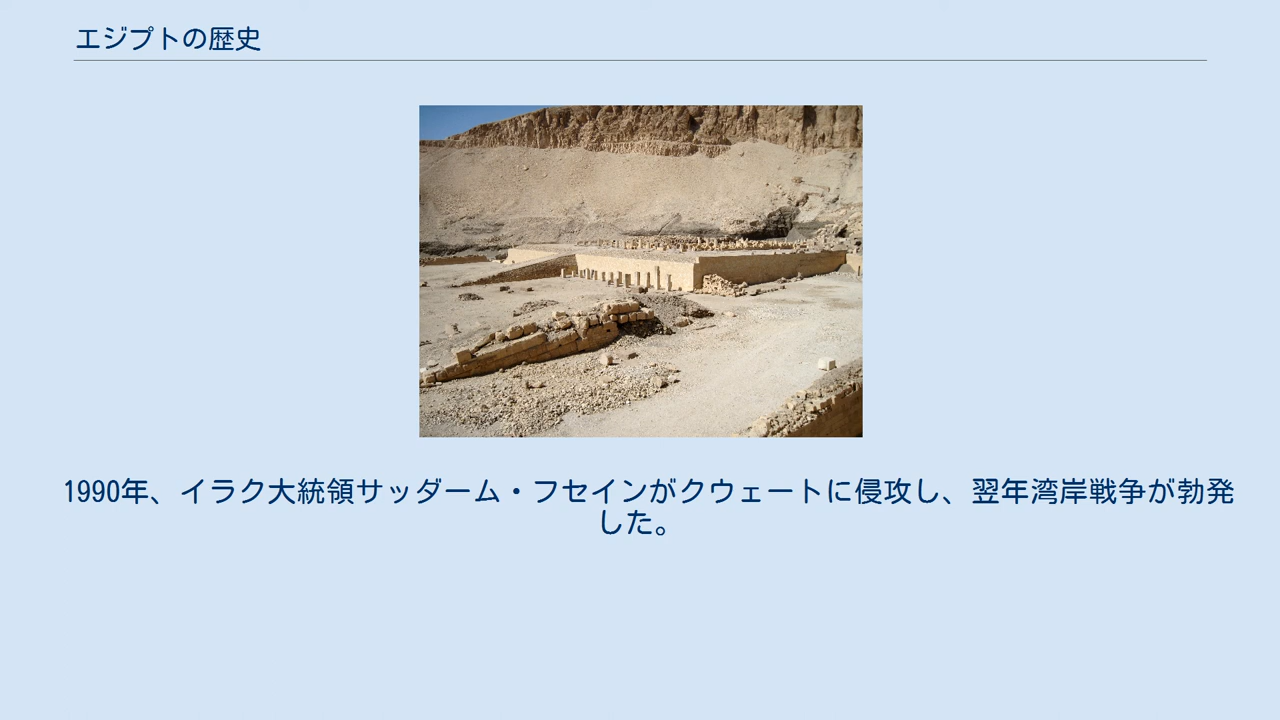 エジプトの歴史
1990年、イラク大統領サッダーム・フセインがクウェートに侵攻し、翌年湾岸戦争が勃発
した。